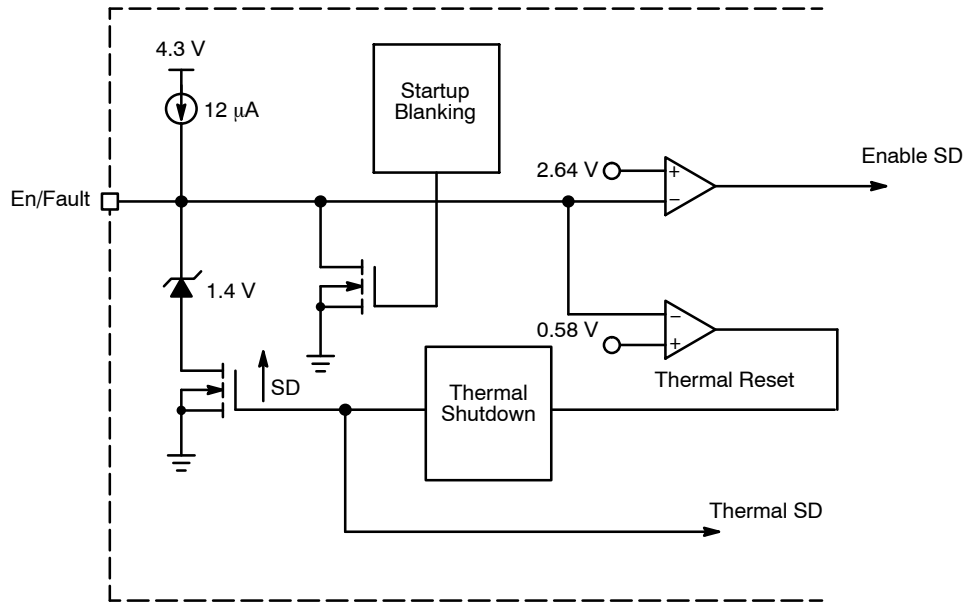 4.3 V
12 μA
Startup
Blanking
En/Fault
2.64 V
+
−
Enable SD
1.4 V
0.58 V
−
+
Thermal Reset
SD
Thermal
Shutdown
Thermal SD